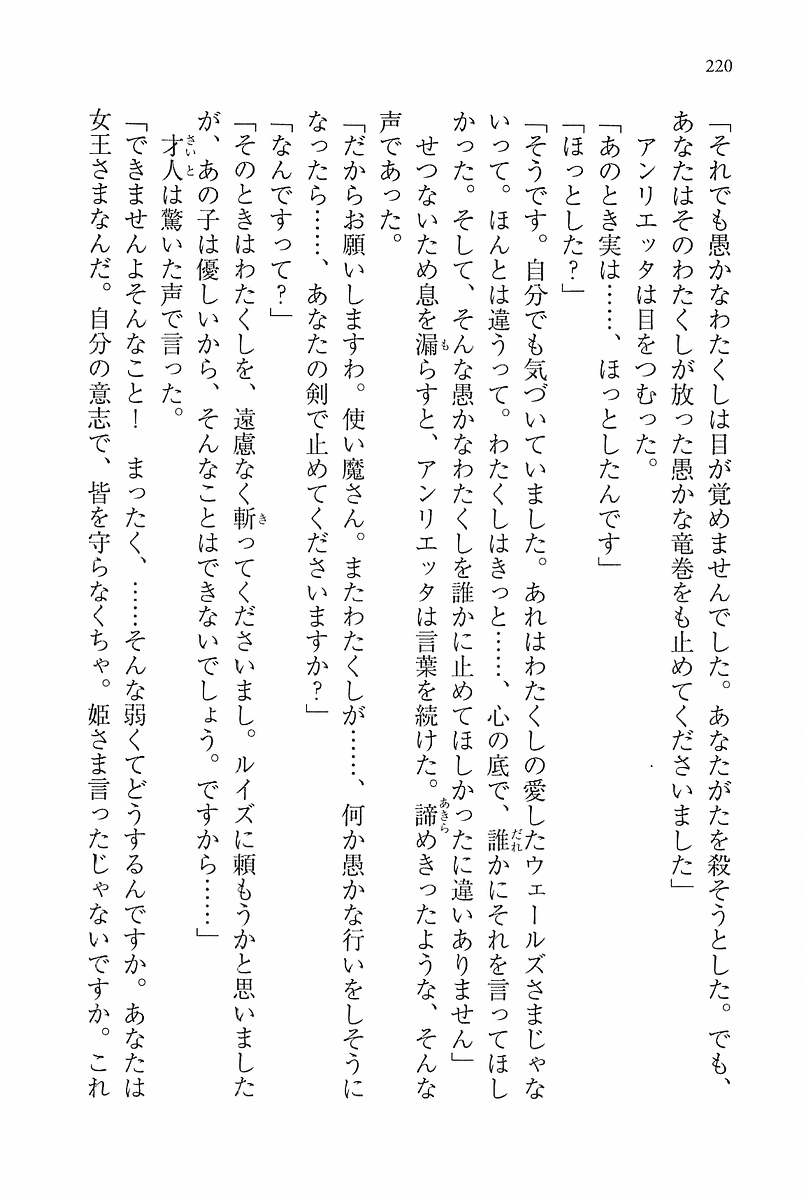 220
「それでも愚かなわたくしは目が覚めませんでした。あなたがたを殺そうとした。でも、
あなたはそのわたくしが放った愚かな竜巻をも止めてくださいました」
アンリエッタは目をつむった。
「あのとき実は……、ほっとしたんです」
「ほっとした？」
「そうです。自分でも気づいていました。あれはわたくしの愛したウェールズさまじゃな
いって。ほんとは違うって。わたくしはきっと……、心の底で、誰かにそれを言ってほし
かった。そして、そんな愚かなわたくしを誰かに止めてほしかったに違いありません」
せつないため息を漏らすと、アンリエッタは言葉を続けた。諦めきったような、そんな
声であった。
「だからお願いしますわ。使い魔さん。またわたくしが……、何か愚かな行いをしそうに
なったら……、あなたの剣で止めてくださいますか？」
「なんですって？」
「そのときはわたくしを、遠慮なく斬ってくださいまし。ルイズに頼もうかと思いました
が、あの子は優しいから、そんなことはできないでしょう。ですから……」
才人は驚いた声で言った。
「できませんよそんなこと！　まったく、……そんな弱くてどうするんですか。あなたは
女王さまなんだ。自分の意志で、皆を守らなくちゃ。姫さま言ったじゃないですか。これ